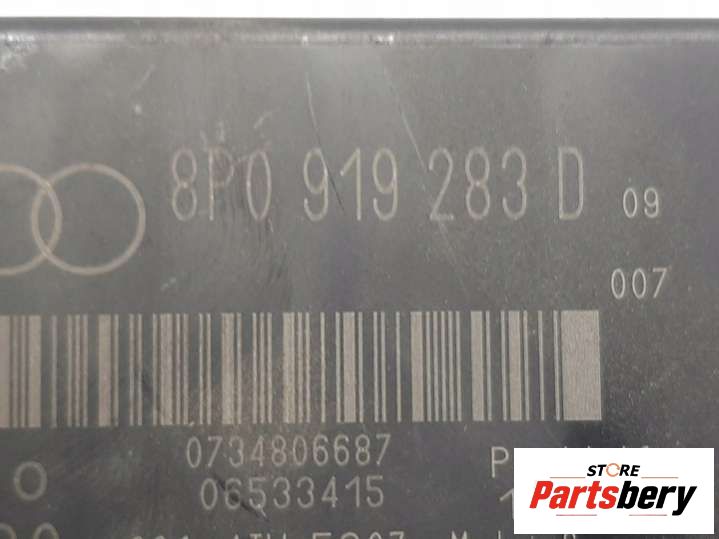 8P0 919 283 D 09
007
0734806687
O 06533415
STORE
Partsbery